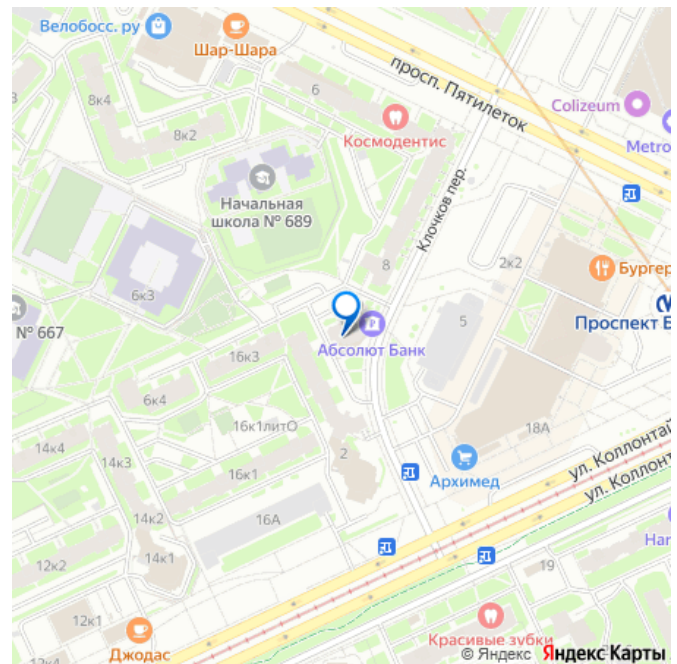 Велобосс. ру
Шар-Шара
8к4
8к2
6
просп. Пятилеток
Colizeum
Metro
Космодентис
Начальная
школа № 689
Клочков пер.
2к2
Бургер
8
6к3
№ 667
5
Проспект Б
Абсолют Банк
16к3
6к4
16к1литО
14к4
14к3
16к1
2
18А
Архимед
ул. Коллонтай
ул. Коллонт
14к2
16А
14к1
12к2
19
Har
12к1
Джодас
4к
Красивые зубки
© Яндекс Яндекс Карты